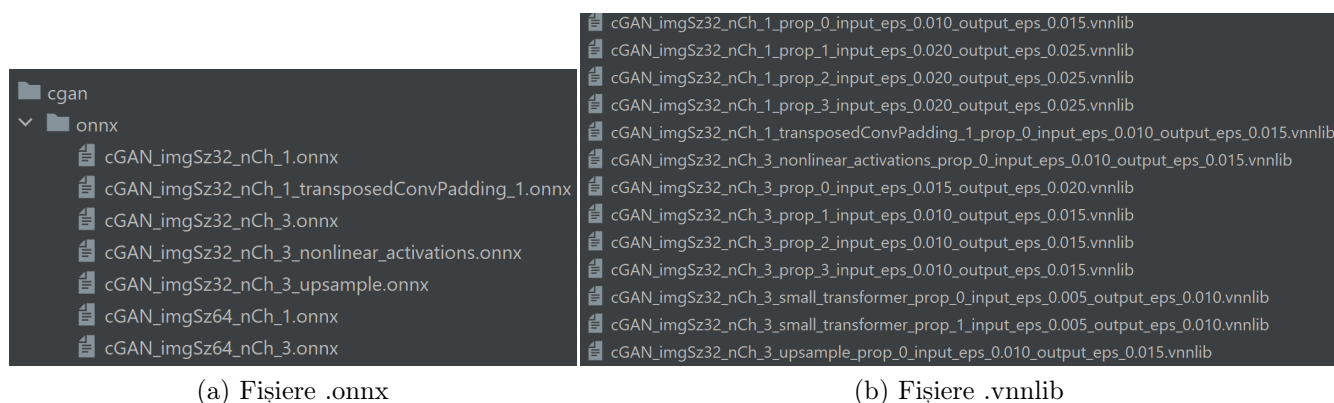 cgan
onnx
cGAN_imgSz32_nCh_1.onnx
cGAN_imgSz32_nCh_1_transposedConvPadding_1.onnx
cGAN_imgSz32_nCh_3.onnx
cGAN_imgSz32_nCh_3_nonlinear_activations.onnx
cGAN_imgSz32_nCh_3_upsample.onnx
cGAN_imgSz64_nCh_1.onnx
cGAN_imgSz64_nCh_3.onnx
(a) Fișiere .onnx
cGAN_imgSz32_nCh_1_prop_0_input_eps_0.010_output_eps_0.015.vnnlib
cGAN_imgSz32_nCh_1_prop_1_input_eps_0.020_output_eps_0.025.vnnlib
cGAN_imgSz32_nCh_1_prop_2_input_eps_0.020_output_eps_0.025.vnnlib
cGAN_imgSz32_nCh_1_prop_3_input_eps_0.020_output_eps_0.025.vnnlib
cGAN_imgSz32_nCh_1_transposedConvPadding_1_prop_0_input_eps_0.010_output_eps_0.015.vnnlib
cGAN_imgSz32_nCh_3_nonlinear_activations_prop_0_input_eps_0.010_output_eps_0.015.vnnlib
cGAN_imgSz32_nCh_3_prop_0_input_eps_0.015_output_eps_0.020.vnnlib
cGAN_imgSz32_nCh_3_prop_1_input_eps_0.010_output_eps_0.015.vnnlib
cGAN_imgSz32_nCh_3_prop_2_input_eps_0.010_output_eps_0.015.vnnlib
cGAN_imgSz32_nCh_3_prop_3_input_eps_0.010_output_eps_0.015.vnnlib
cGAN_imgSz32_nCh_3_small_transformer_prop_0_input_eps_0.005_output_eps_0.010.vnnlib
cGAN_imgSz32_nCh_3_small_transformer_prop_1_input_eps_0.005_output_eps_0.010.vnnlib
cGAN_imgSz32_nCh_3_upsample_prop_0_input_eps_0.010_output_eps_0.015.vnnlib
(b) Fișiere .vnnlib